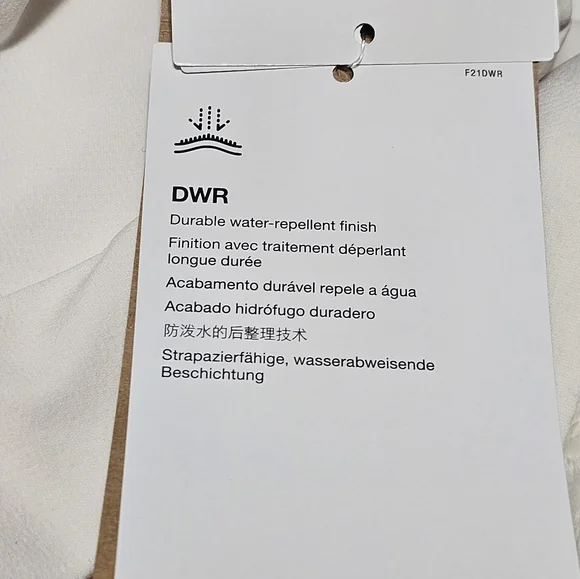 F21DWR
DWR
Durable water-repellent finish
Finition avec traitement déperlant
longue durée
Acabamento durável repele a água
Acabado hidrófugo duradero
防泼水的后整理技术
Strapazierfähige, wasserabweisende
Beschichtung